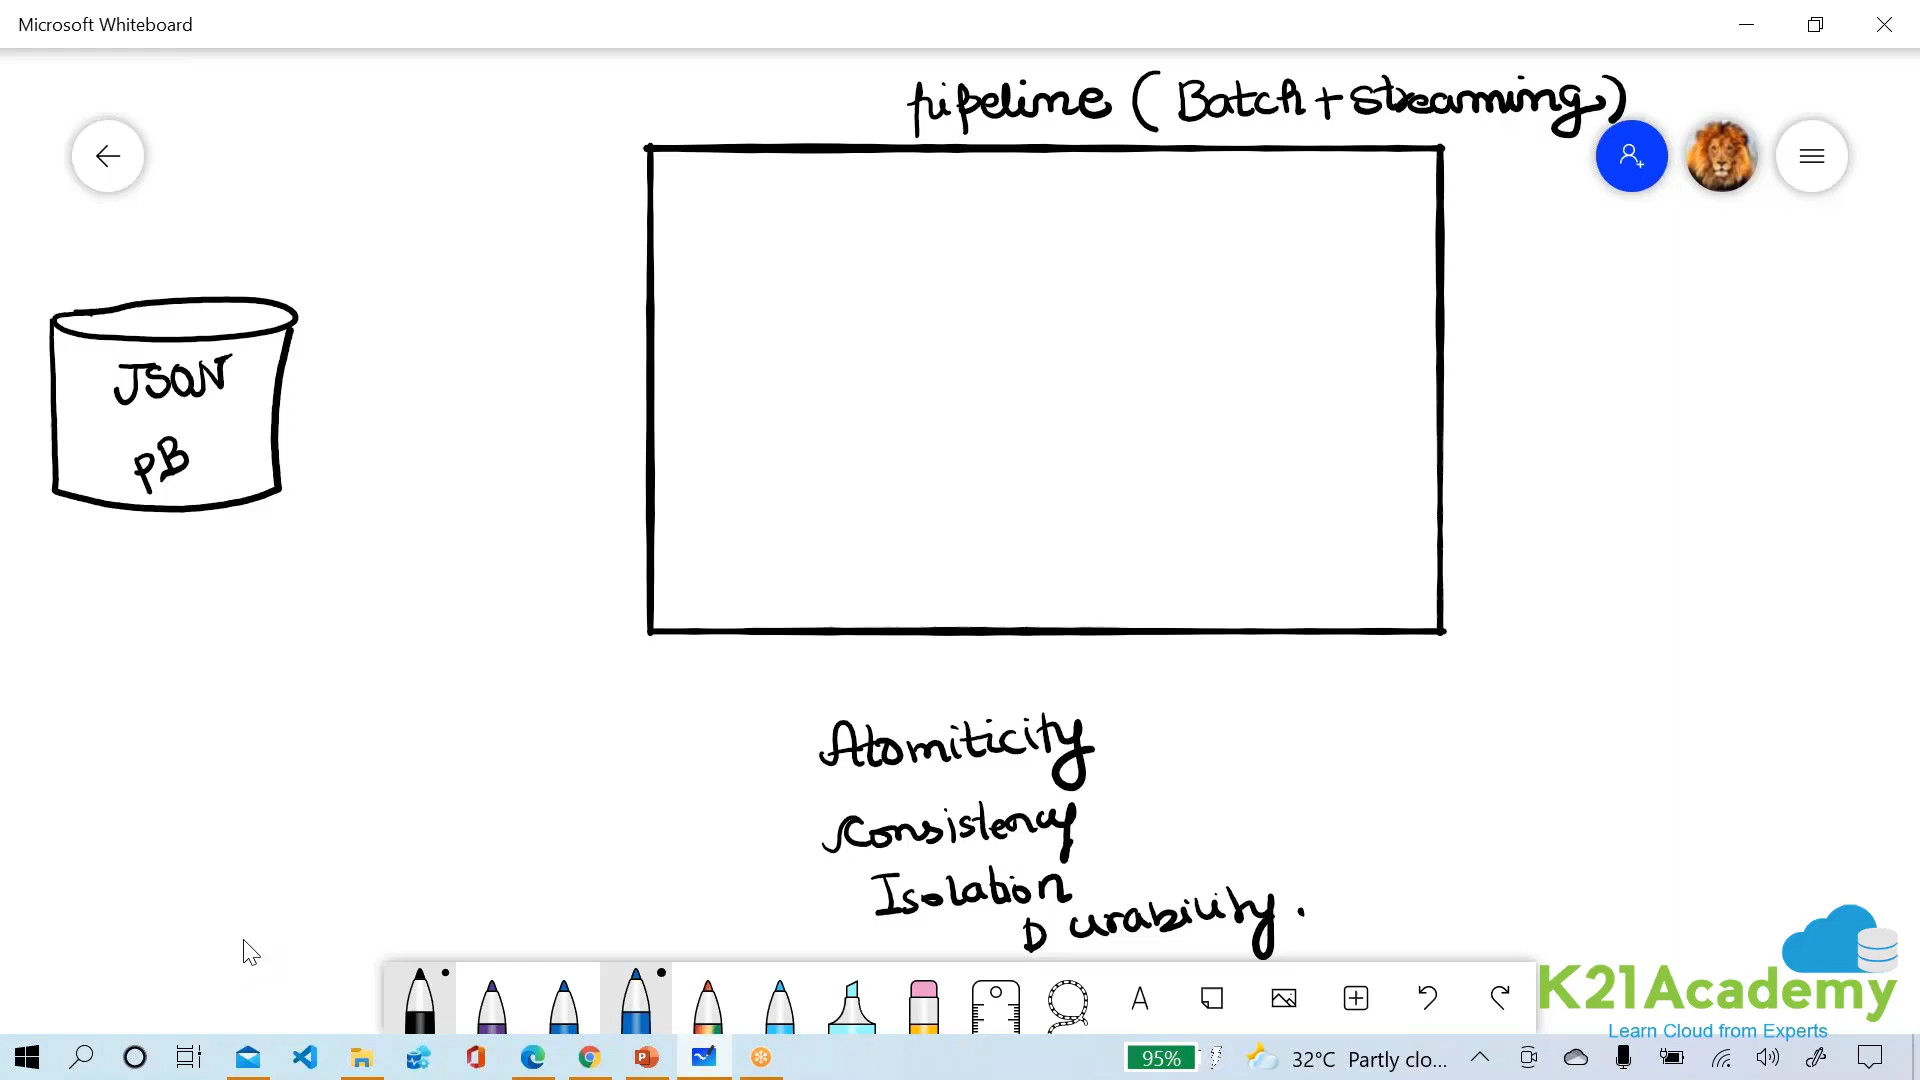 Microsoft Whiteboard
pipeline (Batch + streaming)
JSON
PB
Atomiticity
Consistency
Isolation
Durability.
A
K21Academy
Learn Cloud from Experts
95%
32°C Partly clo...